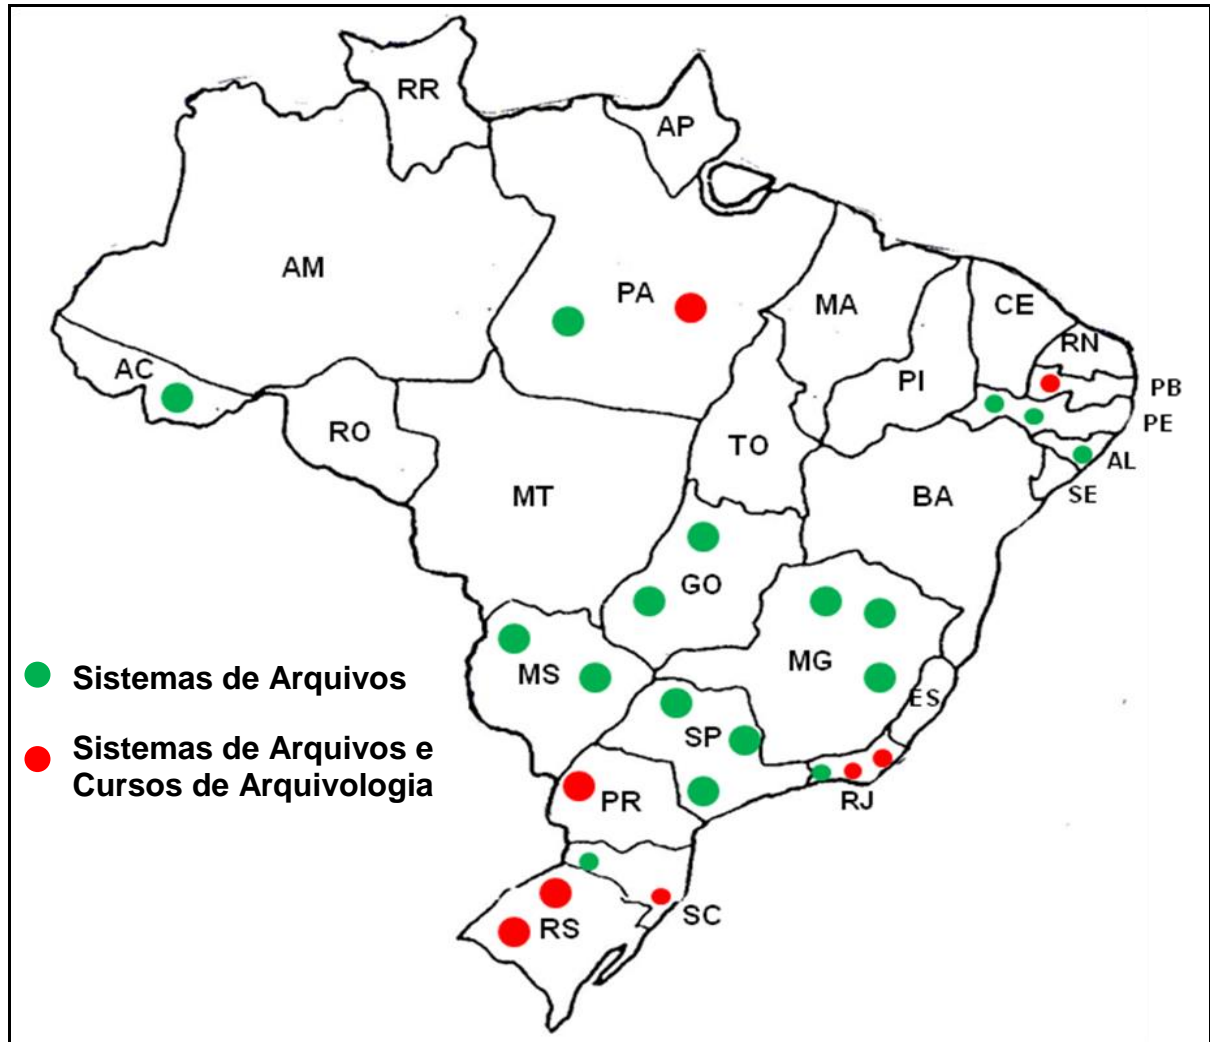 RR
AP
AM
PA
MA
CE
RN
AC
PI
PB
RO
TO
PE
AL
MT
BA
SE
GO
MG
MS
ES
Sistemas de Arquivos
SP
Sistemas de Arquivos e
Cursos de Arquivologia
PR
RJ
SC
RS